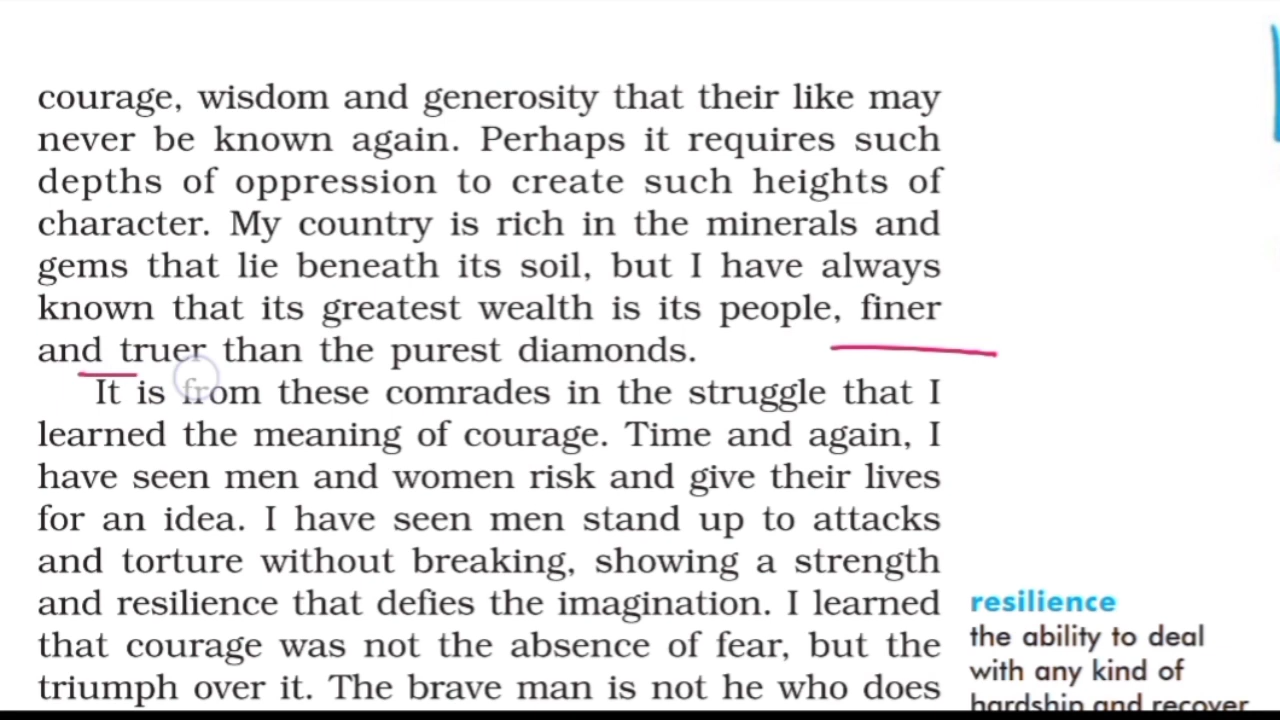 courage, wisdom and generosity that their like may
never be known again. Perhaps it requires such
depths of oppression to create such heights of
character. My country is rich in the minerals and
gems that lie beneath its soil, but I have always
known that its greatest wealth is its people, finer
and truer than the purest diamonds.
It is from these comrades in the struggle that I
learned the meaning of courage. Time and again, I
have seen men and women risk and give their lives
for an idea. I have seen men stand up to attacks
and torture without breaking, showing a strength
and resilience that defies the imagination. I learned
that courage was not the absence of fear, but the
triumph over it. The brave man is not he who does
resilience
the ability to deal
with any kind of
hardship and recover